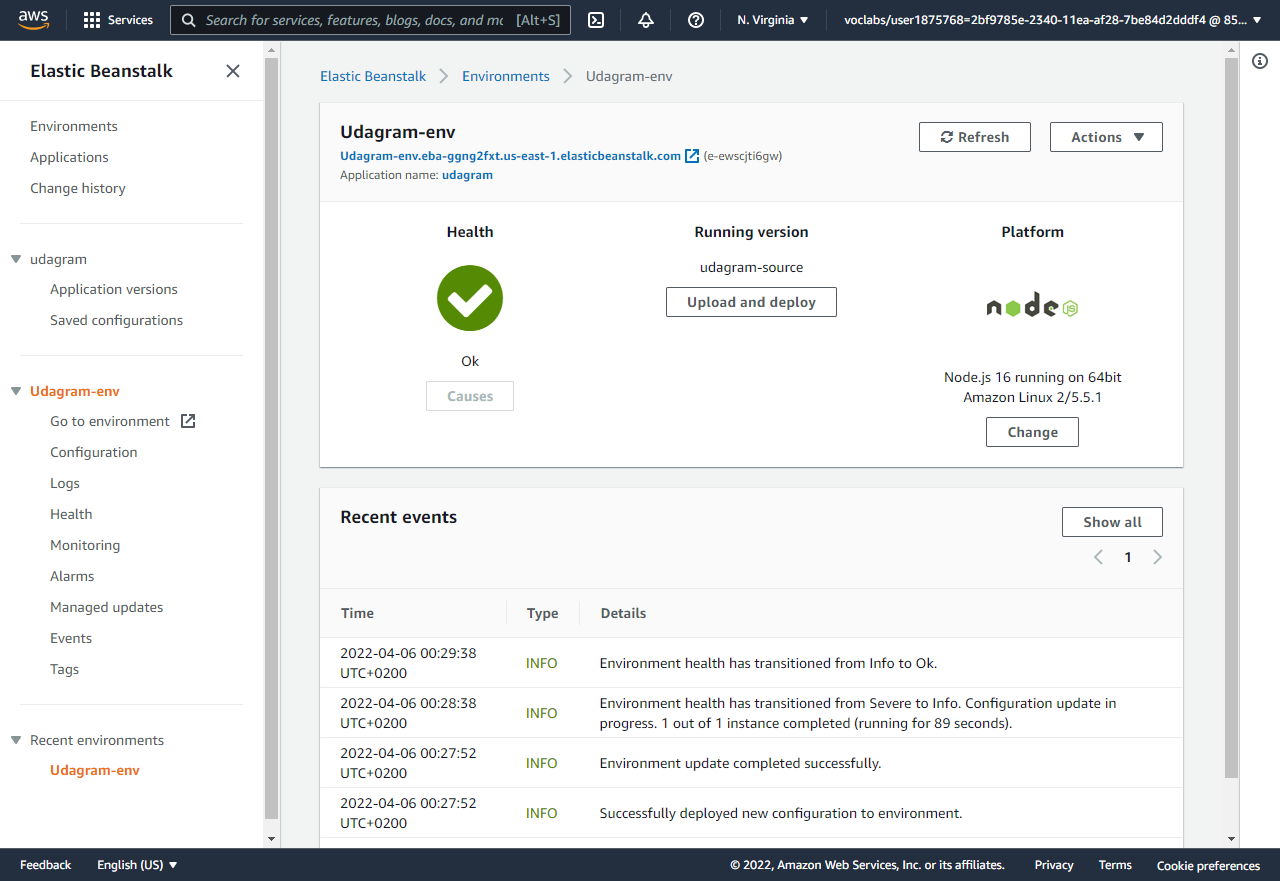 aws
Services
Search for services, features, blogs, docs, and mo
[Alt+S]
N. Virginia
voclabs/user1875768=2bf9785e-2340-11ea-af28-7be84d2dddf4 @ 85...
Elastic Beanstalk
Environments
Applications
Change history
udagram
Application versions
Saved configurations
Udagram-env
Go to environment
Configuration
Logs
Health
Monitoring
Alarms
Managed updates
Events
Tags
Recent environments
Udagram-env
Elastic Beanstalk
Environments
Udagram-env
Udagram-env
Udagram-env.eba-ggng2fxt.us-east-1.elasticbeanstalk.com (e-ewscjti6gw)
Application name: udagram
Refresh
Actions
Health
Ok
Causes
Running version
udagram-source
Upload and deploy
Platform
node JS
Node.js 16 running on 64bit
Amazon Linux 2/5.5.1
Change
Recent events
Show all
1
Time Type Details
2022-04-06 00:29:38
UTC+0200
INFO
Environment health has transitioned from Info to Ok.
2022-04-06 00:28:38
UTC+0200
INFO
Environment health has transitioned from Severe to Info. Configuration update in
progress. 1 out of 1 instance completed (running for 89 seconds).
2022-04-06 00:27:52
UTC+0200
INFO
Environment update completed successfully.
2022-04-06 00:27:52
UTC+0200
INFO
Successfully deployed new configuration to environment.
Feedback
English (US)
© 2022, Amazon Web Services, Inc. or its affiliates.
Privacy
Terms
Cookie preferences